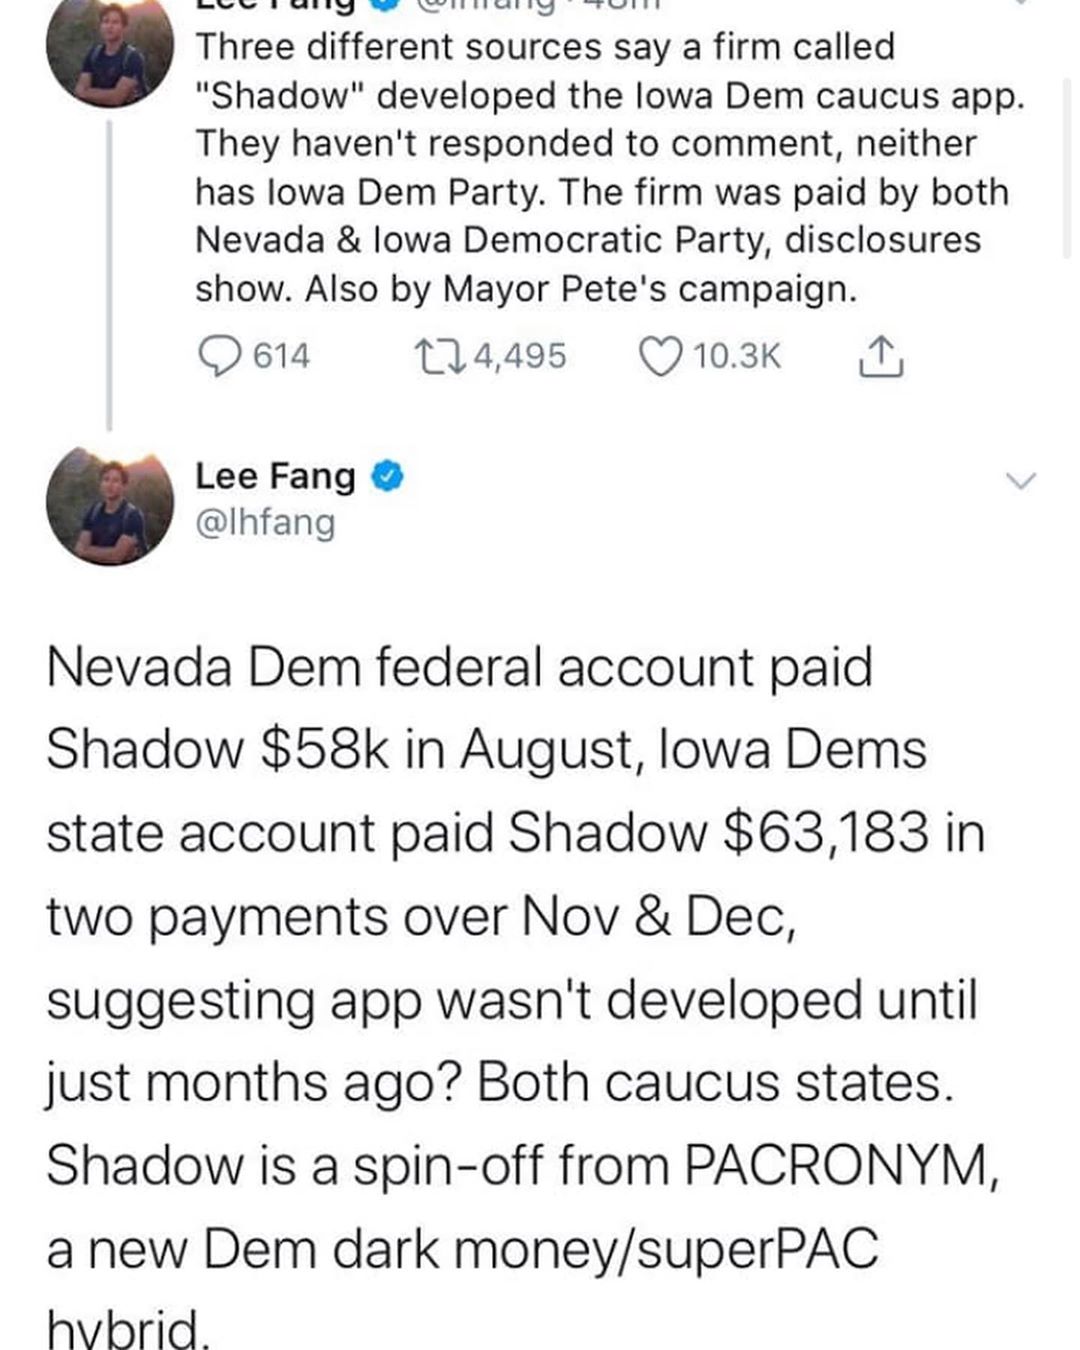 Lee Fang @lhfang · 48m
Three different sources say a firm called
"Shadow" developed the Iowa Dem caucus app.
They haven't responded to comment, neither
has Iowa Dem Party. The firm was paid by both
Nevada & Iowa Democratic Party, disclosures
show. Also by Mayor Pete's campaign.
614 4,495 10.3K
Lee Fang
@lhfang
Nevada Dem federal account paid
Shadow $58k in August, Iowa Dems
state account paid Shadow $63,183 in
two payments over Nov & Dec,
suggesting app wasn't developed until
just months ago? Both caucus states.
Shadow is a spin-off from PACRONYM,
a new Dem dark money/superPAC
hybrid.